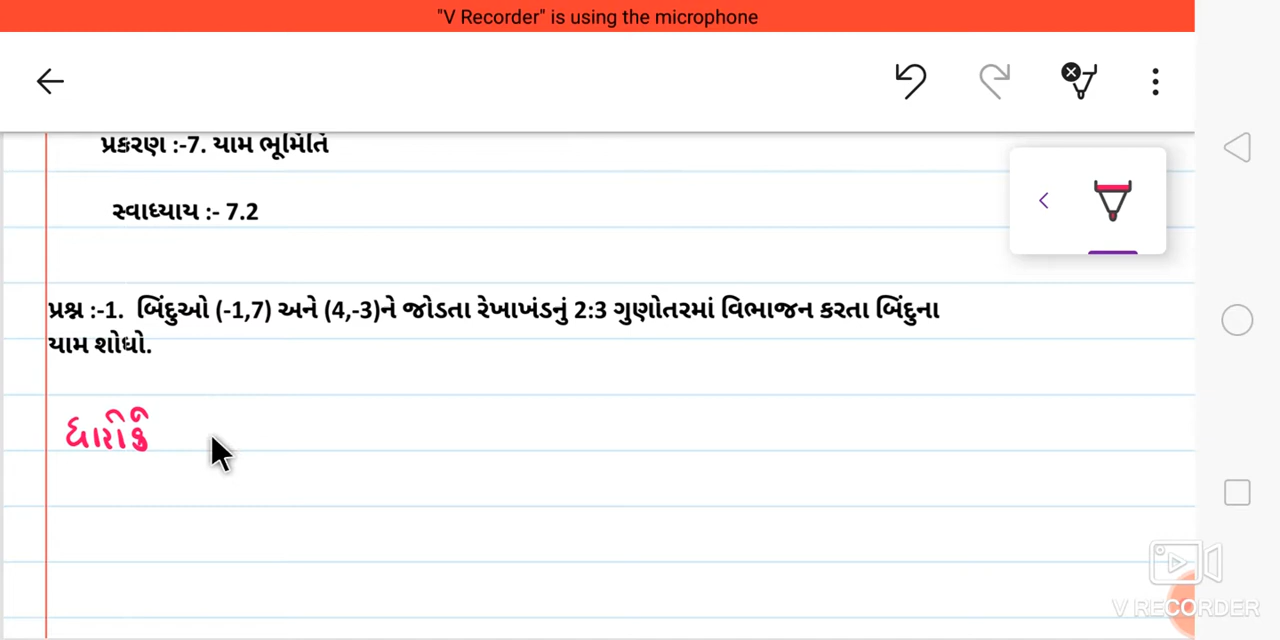 "V Recorder" is using the microphone
પ્રકરણ :-7. યામ ભૂમિતિ
સ્વાધ્યાય :- 7.2
પ્રશ્ન :-1. બિંદુઓ (-1,7) અને (4,-3)ને જોડતા રેખાખંડનું 2:3 ગુણોતરમાં વિભાજન કરતા બિંદુના
યામ શોધો.
ધારોકે
V RECORDER